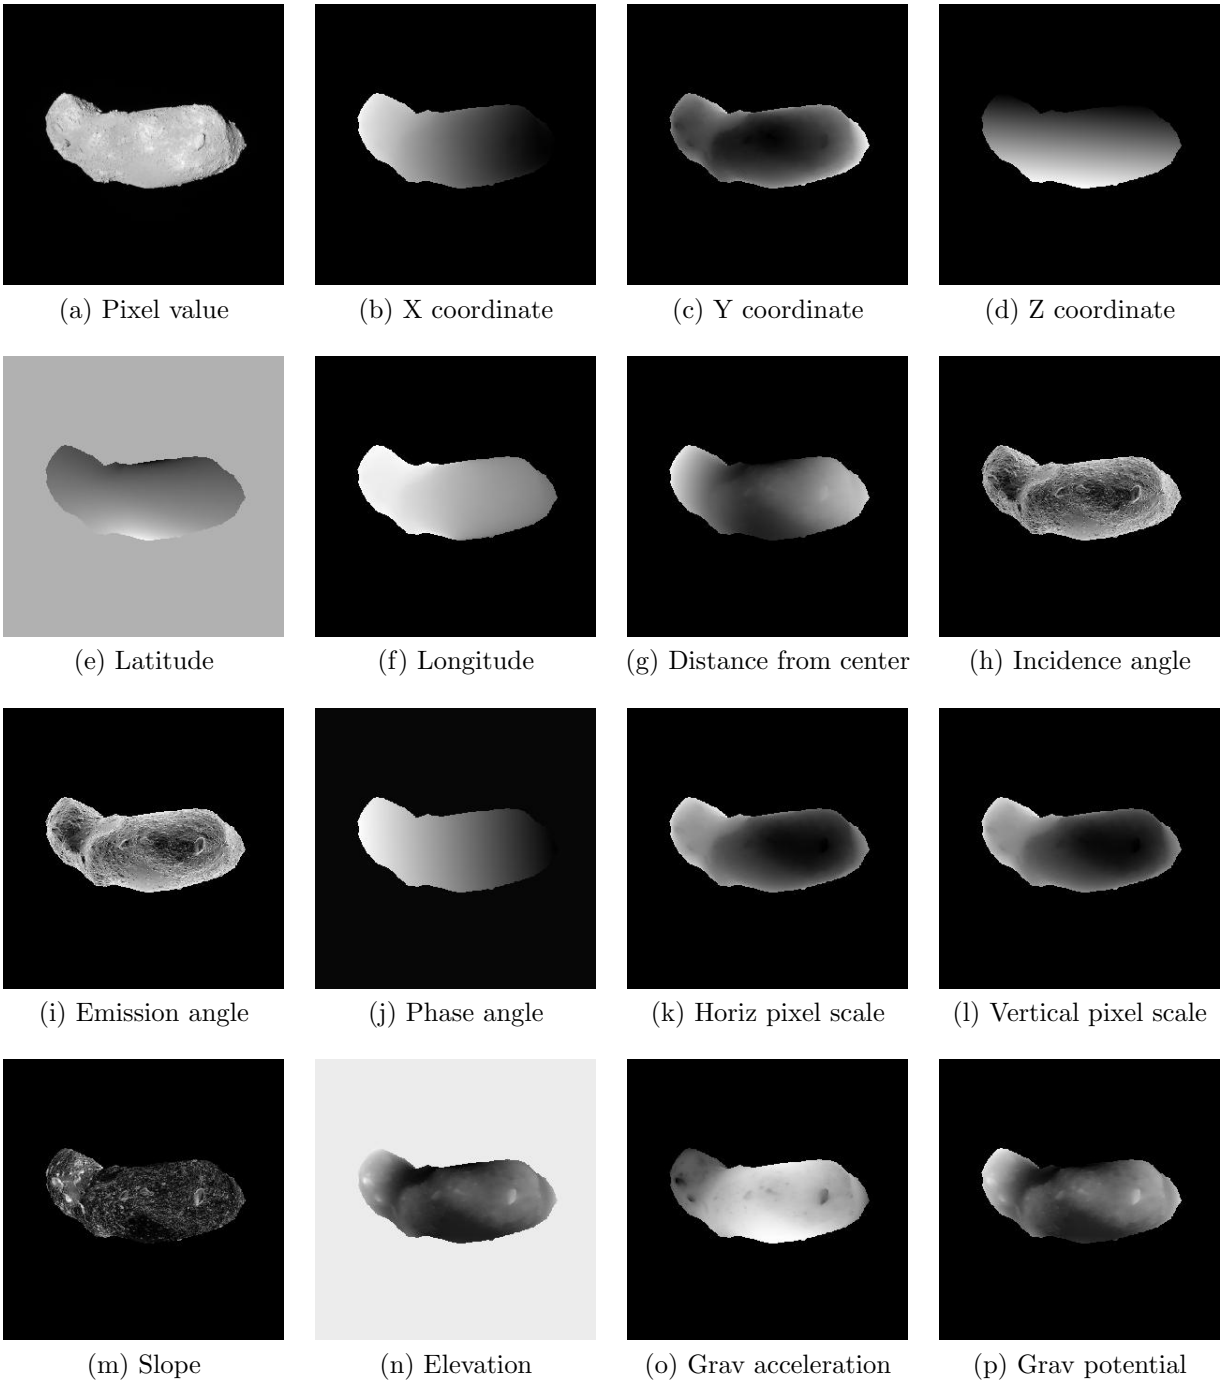 (a) Pixel value
(b) X coordinate
(c) Y coordinate
(d) Z coordinate
(e) Latitude
(f) Longitude
(g) Distance from center
(h) Incidence angle
(i) Emission angle
(j) Phase angle
(k) Horiz pixel scale
(l) Vertical pixel scale
(m) Slope
(n) Elevation
(o) Grav acceleration
(p) Grav potential